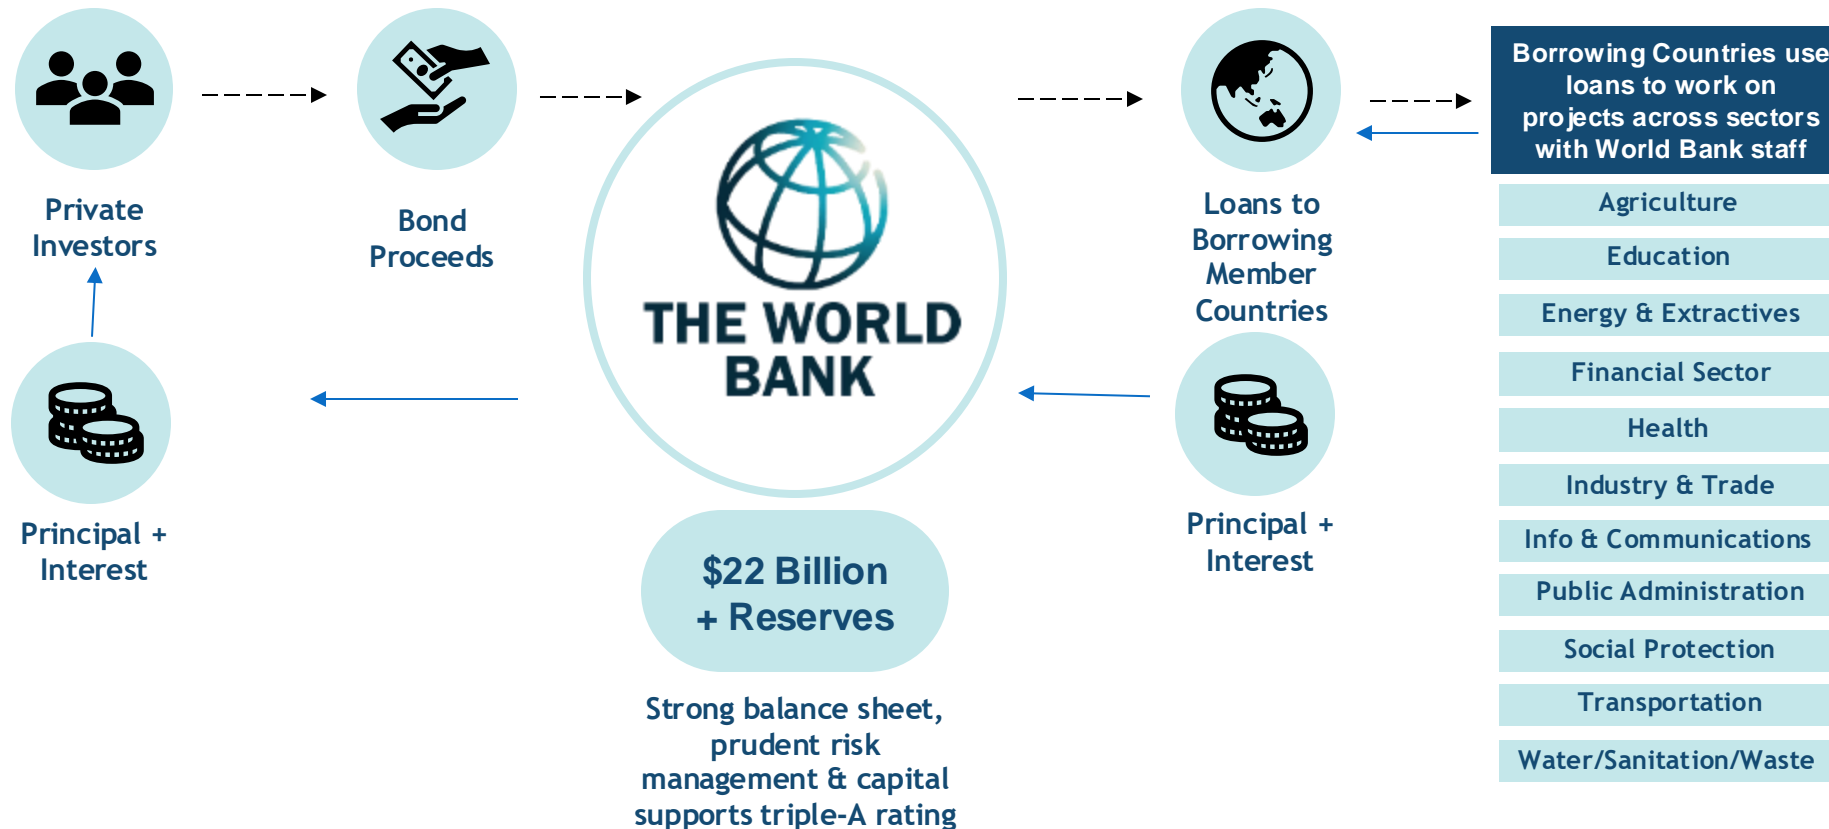 Private
Investors
Bond
Proceeds
THE WORLD
BANK
Loans to
Borrowing
Member
Countries
Borrowing Countries use
loans to work on
projects across sectors
with World Bank staff
Agriculture
Education
Energy & Extractives
Financial Sector
Health
Industry & Trade
Info & Communications
Public Administration
Social Protection
Transportation
Water/Sanitation/Waste
Principal +
Interest
Principal +
Interest
$22 Billion
+ Reserves
Strong balance sheet,
prudent risk
management & capital
supports triple-A rating